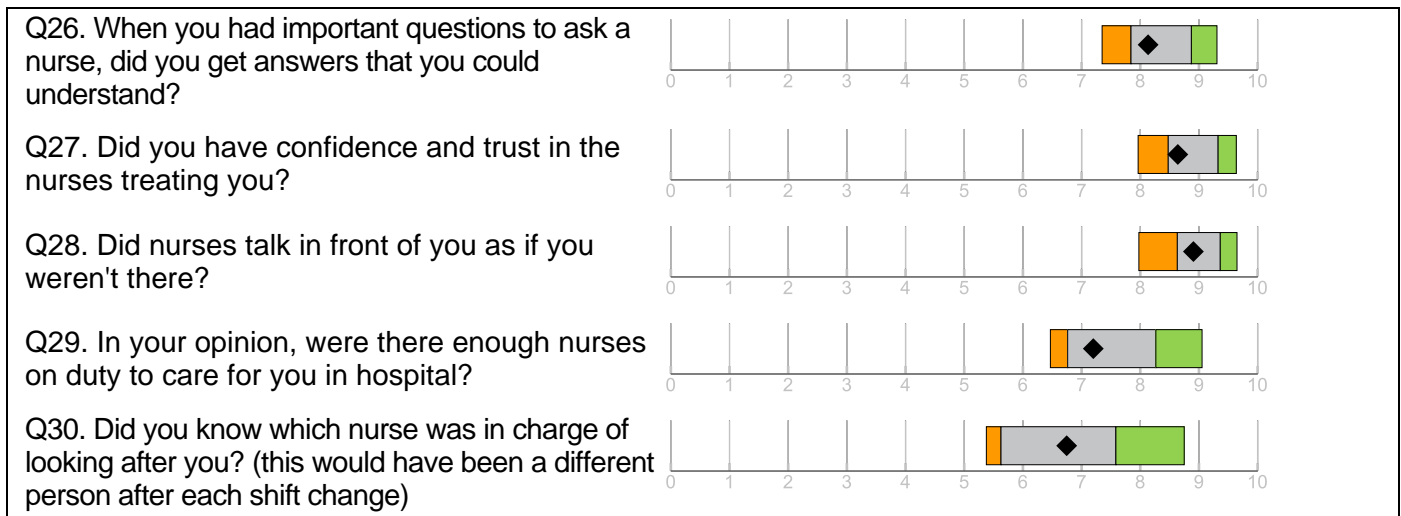 Q26. When you had important questions to ask a
nurse, did you get answers that you could
understand?
0 1 2 3 4 5 6 7 8 9 10
Q27. Did you have confidence and trust in the
nurses treating you?
0 1 2 3 4 5 6 7 8 9 10
Q28. Did nurses talk in front of you as if you
weren't there?
0 1 2 3 4 5 6 7 8 9 10
Q29. In your opinion, were there enough nurses
on duty to care for you in hospital?
0 1 2 3 4 5 6 7 8 9 10
Q30. Did you know which nurse was in charge of
looking after you? (this would have been a different
person after each shift change)
0 1 2 3 4 5 6 7 8 9 10